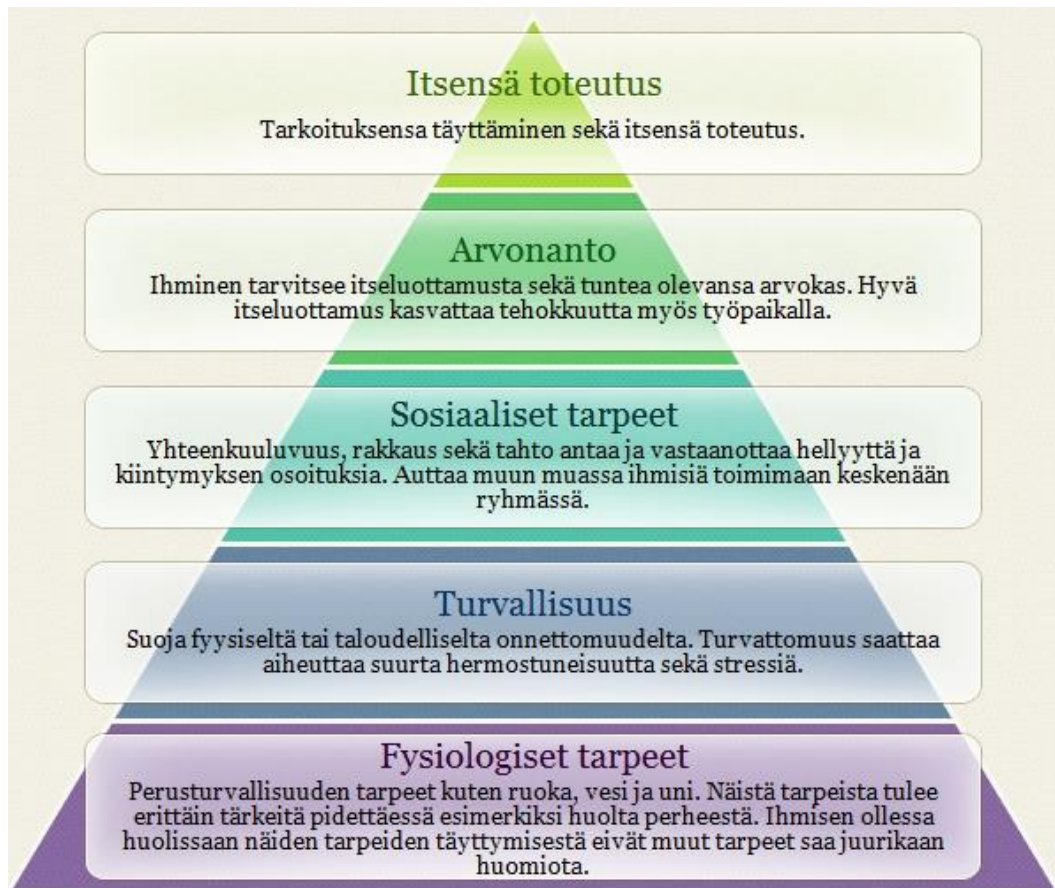 Itsensä toteutus
Tarkoituksensa täyttäminen sekä itsensä toteutus.
Arvonanto
Ihminen tarvitsee itseluottamusta sekä tuntea olevansa arvokas. Hyvä
itseluottamus kasvattaa tehokkuutta myös työpaikalla.
Sosiaaliset tarpeet
Yhteenkuuluvuus, rakkaus sekä tahto antaa ja vastaanottaa hellyyttä ja
kiintymyksen osoituksia. Auttaa muun muassa ihmisiä toimimaan keskenään
ryhmässä.
Turvallisuus
Suoja fyysiseltä tai taloudelliselta onnettomuudelta. Turvattomuus saattaa
aiheuttaa suurta hermostuneisuutta sekä stressiä.
Fysiologiset tarpeet
Perusturvallisuuden tarpeet kuten ruoka, vesi ja uni. Näistä tarpeista tulee
erittäin tärkeitä pidettäessä esimerkiksi huolta perheestä. Ihmisen ollessa
huolissaan näiden tarpeiden täyttymisestä eivät muut tarpeet saa juurikaan
huomiota.